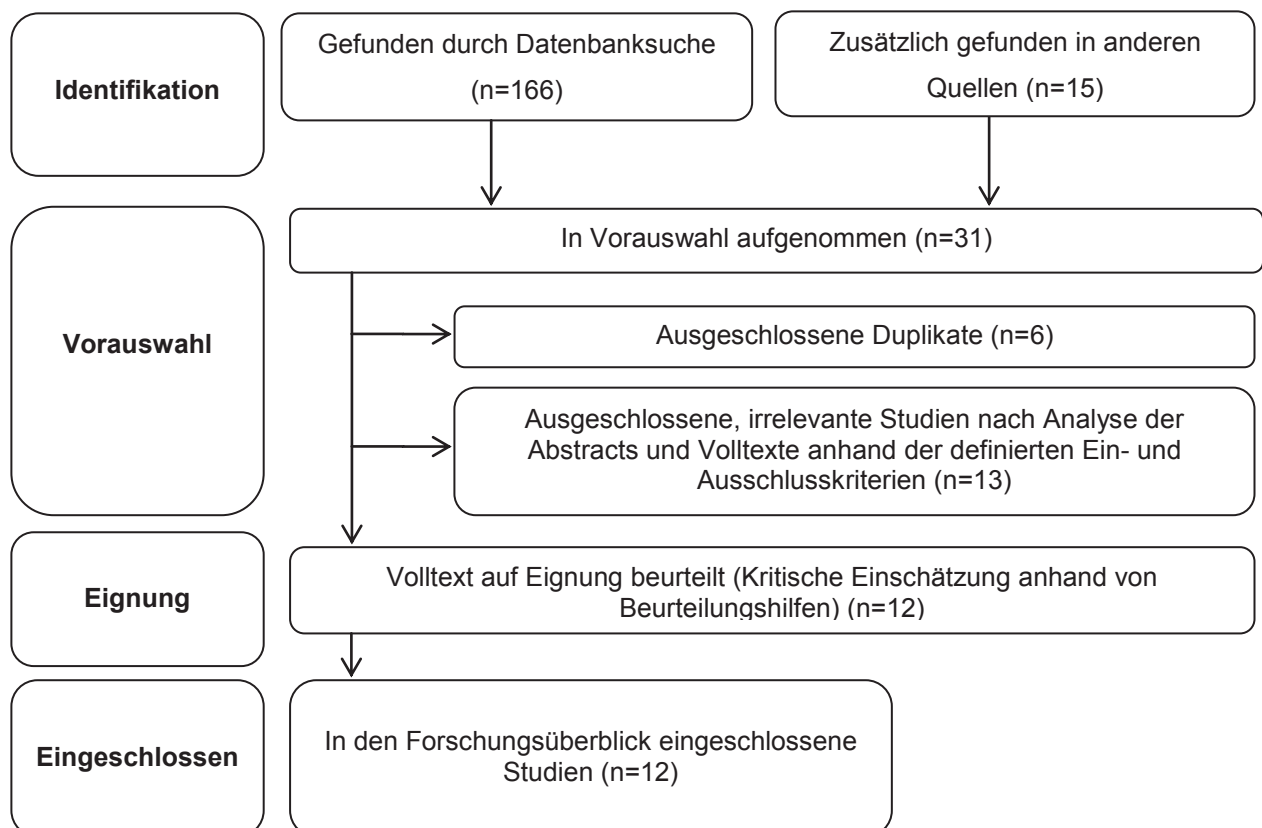 Identifikation
Gefunden durch Datenbanksuche
(n=166)
Zusätzlich gefunden in anderen
Quellen (n=15)
Vorauswahl
In Vorauswahl aufgenommen (n=31)
Ausgeschlossene Duplikate (n=6)
Ausgeschlossene, irrelevante Studien nach Analyse der
Abstracts und Volltexte anhand der definierten Ein- und
Ausschlusskriterien (n=13)
Eignung
Volltext auf Eignung beurteilt (Kritische Einschätzung anhand von
Beurteilungshilfen) (n=12)
Eingeschlossen
In den Forschungsüberblick eingeschlossene
Studien (n=12)